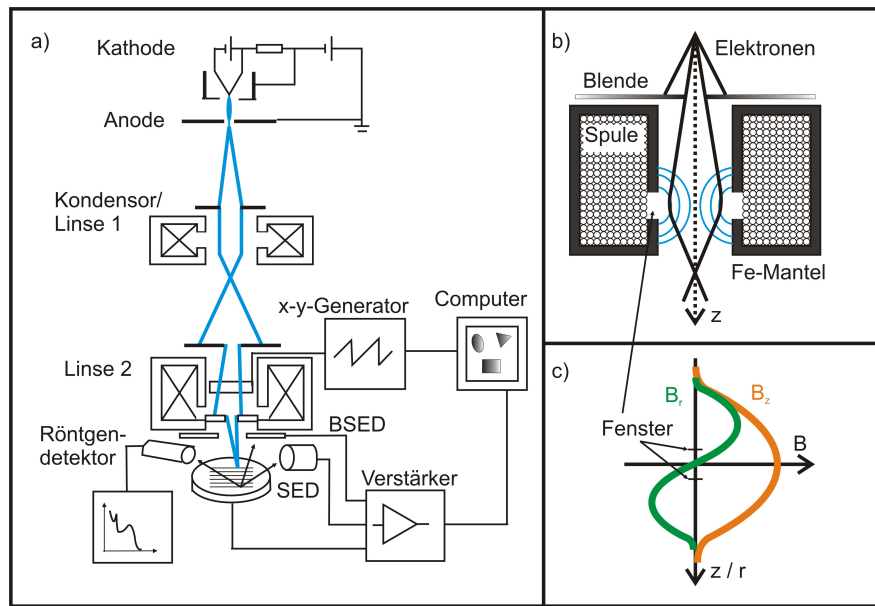 a)
Kathode
Anode
Kondensor/
Linse 1
x-y-Generator
Computer
Linse 2
BSED
Röntgen-
detektor
SED
Verstärker
b)
Elektronen
Blende
Spule
Fe-Mantel
z
c)
Br
Bz
Fenster
B
z / r